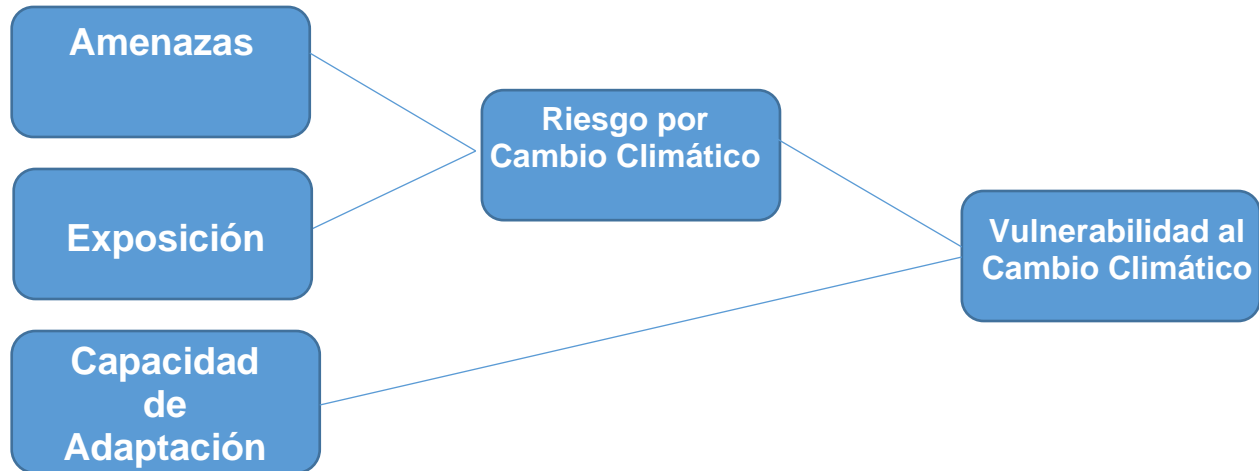 Amenazas
Exposición
Capacidad
de
Adaptación
Riesgo por
Cambio Climático
Vulnerabilidad al
Cambio Climático